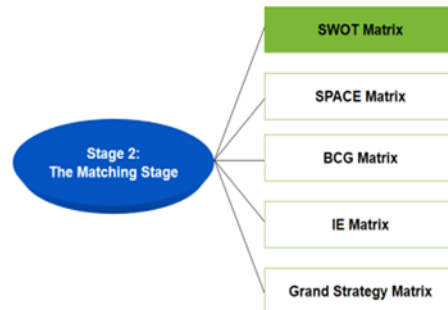 SWOT Matrix
SPACE Matrix
Stage 2:
The Matching Stage
BCG Matrix
IE Matrix
Grand Strategy Matrix